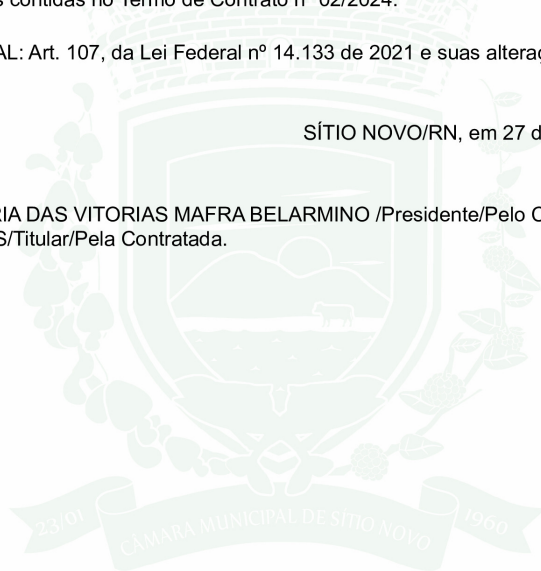 s contidas no Termo de Contrato nº 02/2024.
AL: Art. 107, da Lei Federal nº 14.133 de 2021 e suas alteraç
SÍTIO NOVO/RN, em 27 d
RIA DAS VITORIAS MAFRA BELARMINO /Presidente/Pelo C
S/Titular/Pela Contratada.
23/01 CÂMARA MUNICIPAL DE SÍTIO NOVO 1960